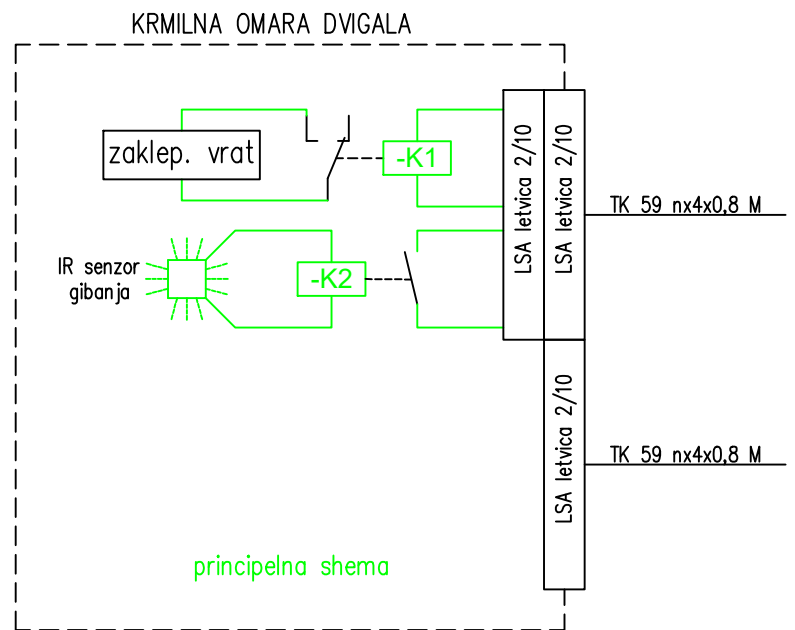 KRMILNA OMARA DVIGALA
zaklep. vrat
-K1
LSA letvica 2/10
LSA letvica 2/10
TK 59 nx4x0,8 M
IR senzor
gibanja
-K2
LSA letvica 2/10
TK 59 nx4x0,8 M
principelna shema